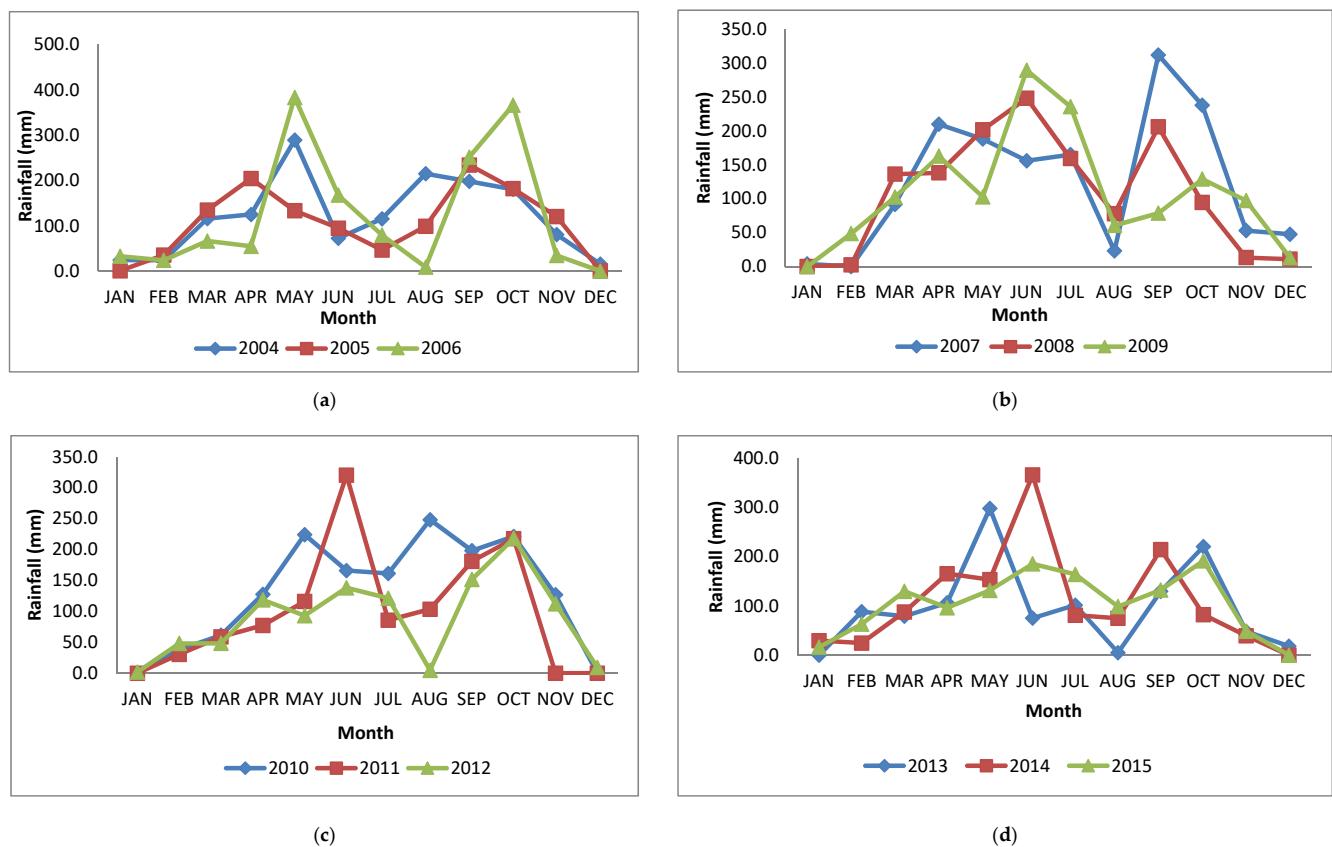 500.0
400.0
300.0
200.0
100.0
0.0
Rainfall (mm)
JAN FEB MAR APR MAY JUN JUL AUG SEP OCT NOV DEC
Month
2004 2005 2006
(a)
350.0
300.0
250.0
200.0
150.0
100.0
50.0
0.0
Rainfall (mm)
JAN FEB MAR APR MAY JUN JUL AUG SEP OCT NOV DEC
Month
2007 2008 2009
(b)
350.0
300.0
250.0
200.0
150.0
100.0
50.0
0.0
Rainfall (mm)
JAN FEB MAR APR MAY JUN JUL AUG SEP OCT NOV DEC
Month
2010 2011 2012
(c)
400.0
300.0
200.0
100.0
0.0
Rainfall (mm)
JAN FEB MAR APR MAY JUN JUL AUG SEP OCT NOV DEC
Month
2013 2014 2015
(d)